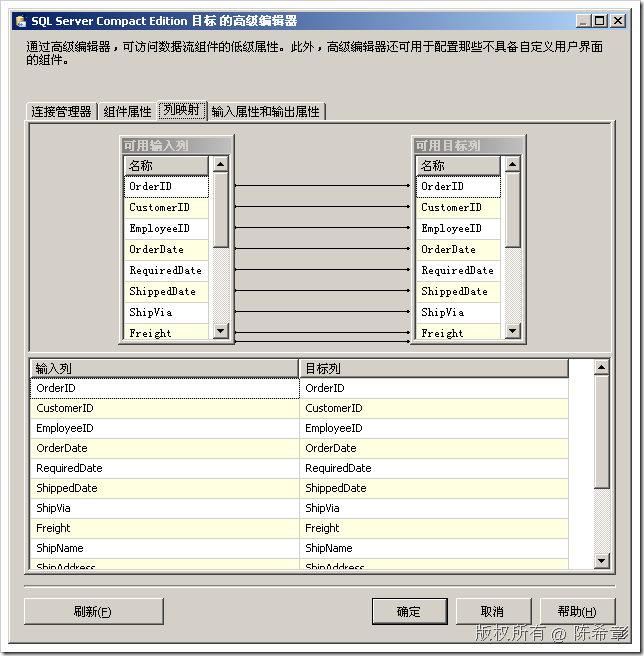 SQL Server Compact Edition 目标 的高级编辑器
通过高级编辑器，可访问数据流组件的低级属性。此外，高级编辑器还可用于配置那些不具备自定义用户界面
的组件。
连接管理器 组件属性 列映射 输入属性和输出属性
可用输入列 可用目标列
名称 名称
OrderID OrderID
CustomerID CustomerID
EmployeeID EmployeeID
OrderDate OrderDate
RequiredDate RequiredDate
ShippedDate ShippedDate
ShipVia ShipVia
Freight Freight
输入列 目标列
OrderID OrderID
CustomerID CustomerID
EmployeeID EmployeeID
OrderDate OrderDate
RequiredDate RequiredDate
ShippedDate ShippedDate
ShipVia ShipVia
Freight Freight
ShipName ShipName
ShipAddress ShipAddress
刷新(F) 确定 取消 帮助(H)
版权所有 @ 陈希章